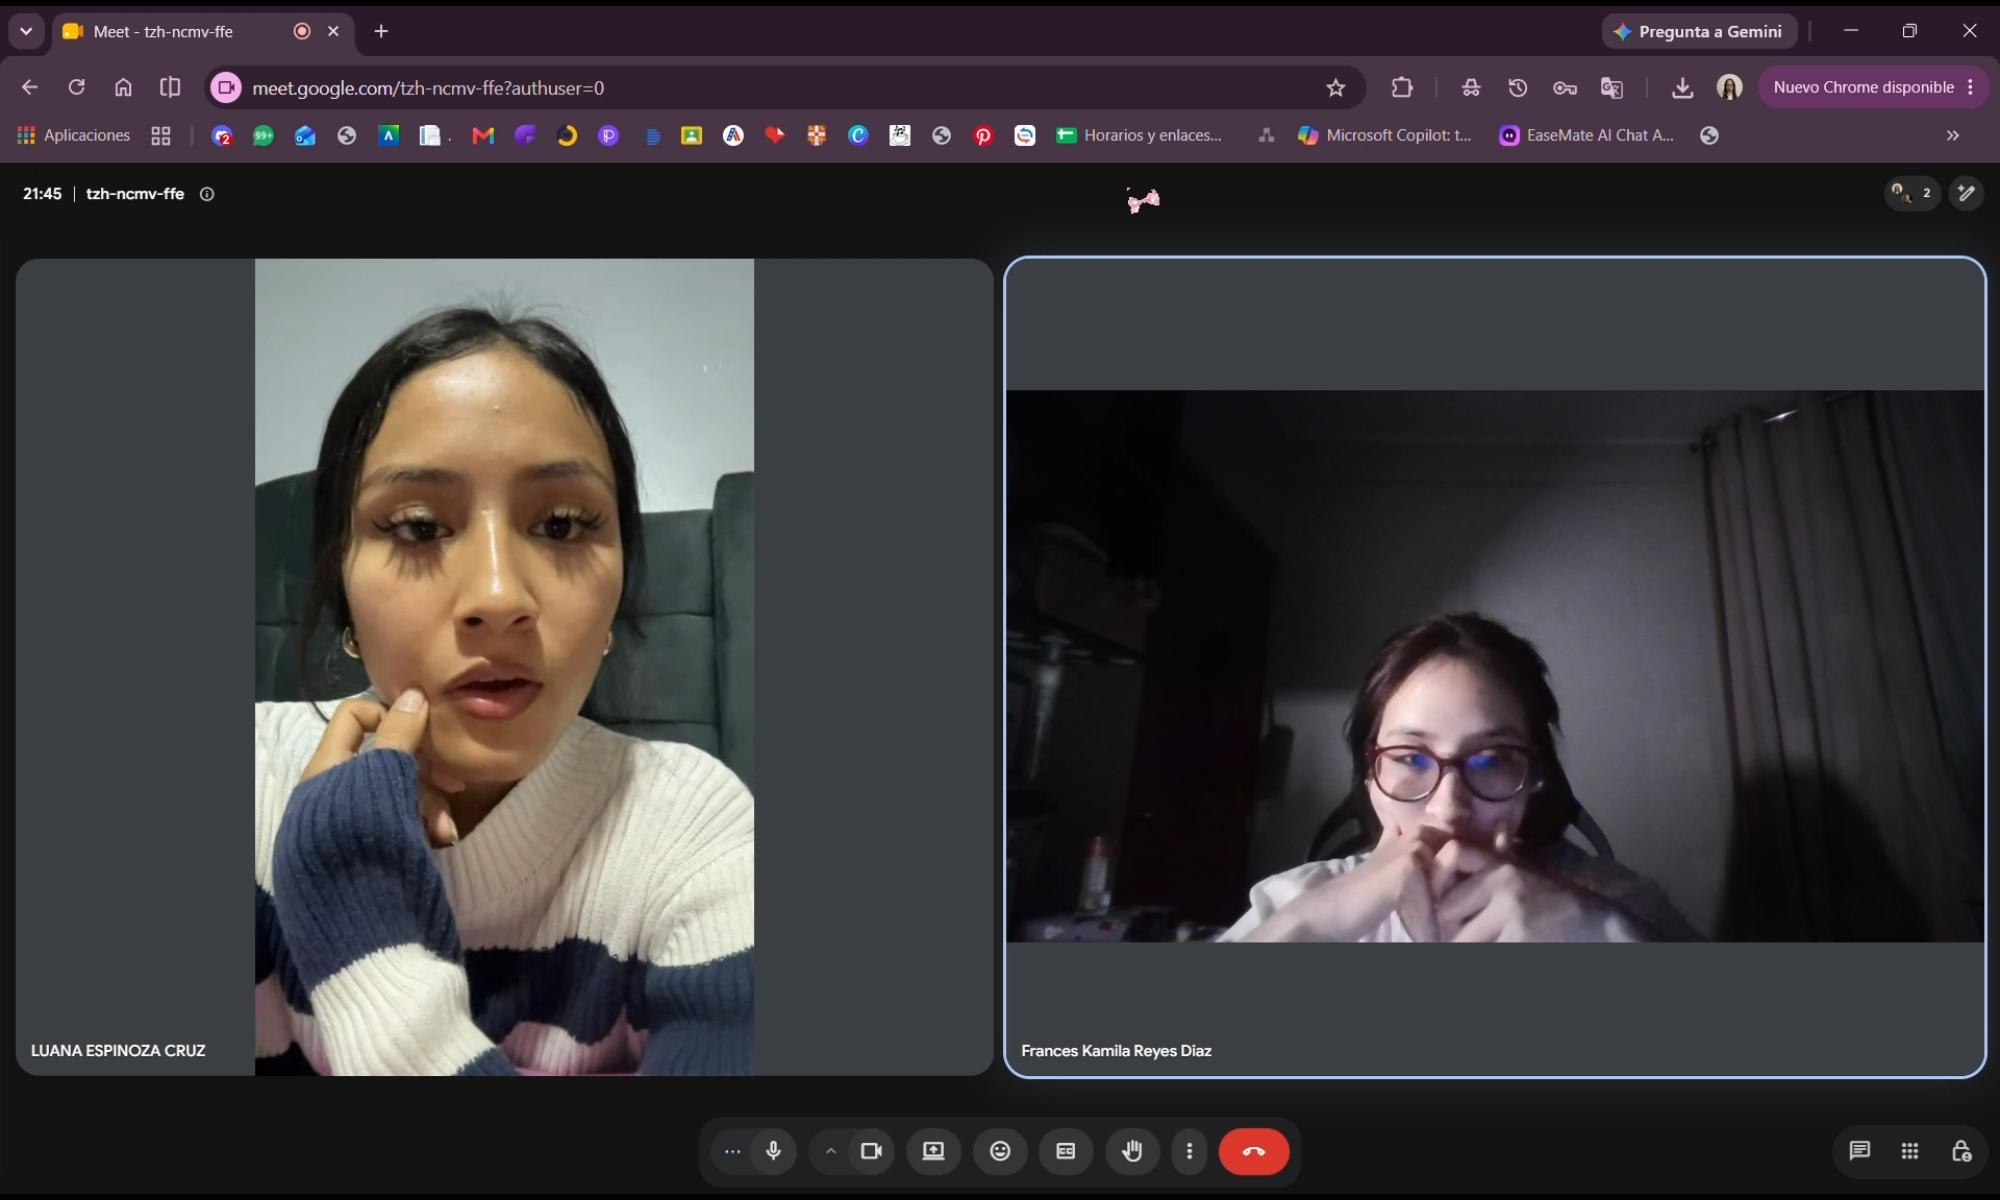 Meet - tzh-ncmv-ffe
Pregunta a Gemini
meet.google.com/tzh-ncmv-ffe?authuser=0
Nuevo Chrome disponible
Aplicaciones
2
99+
Horarios y enlaces...
Microsoft Copilot: t...
EaseMate AI Chat A...
21:45 | tzh-ncmv-ffe
2
LUANA ESPINOZA CRUZ
Frances Kamila Reyes Diaz